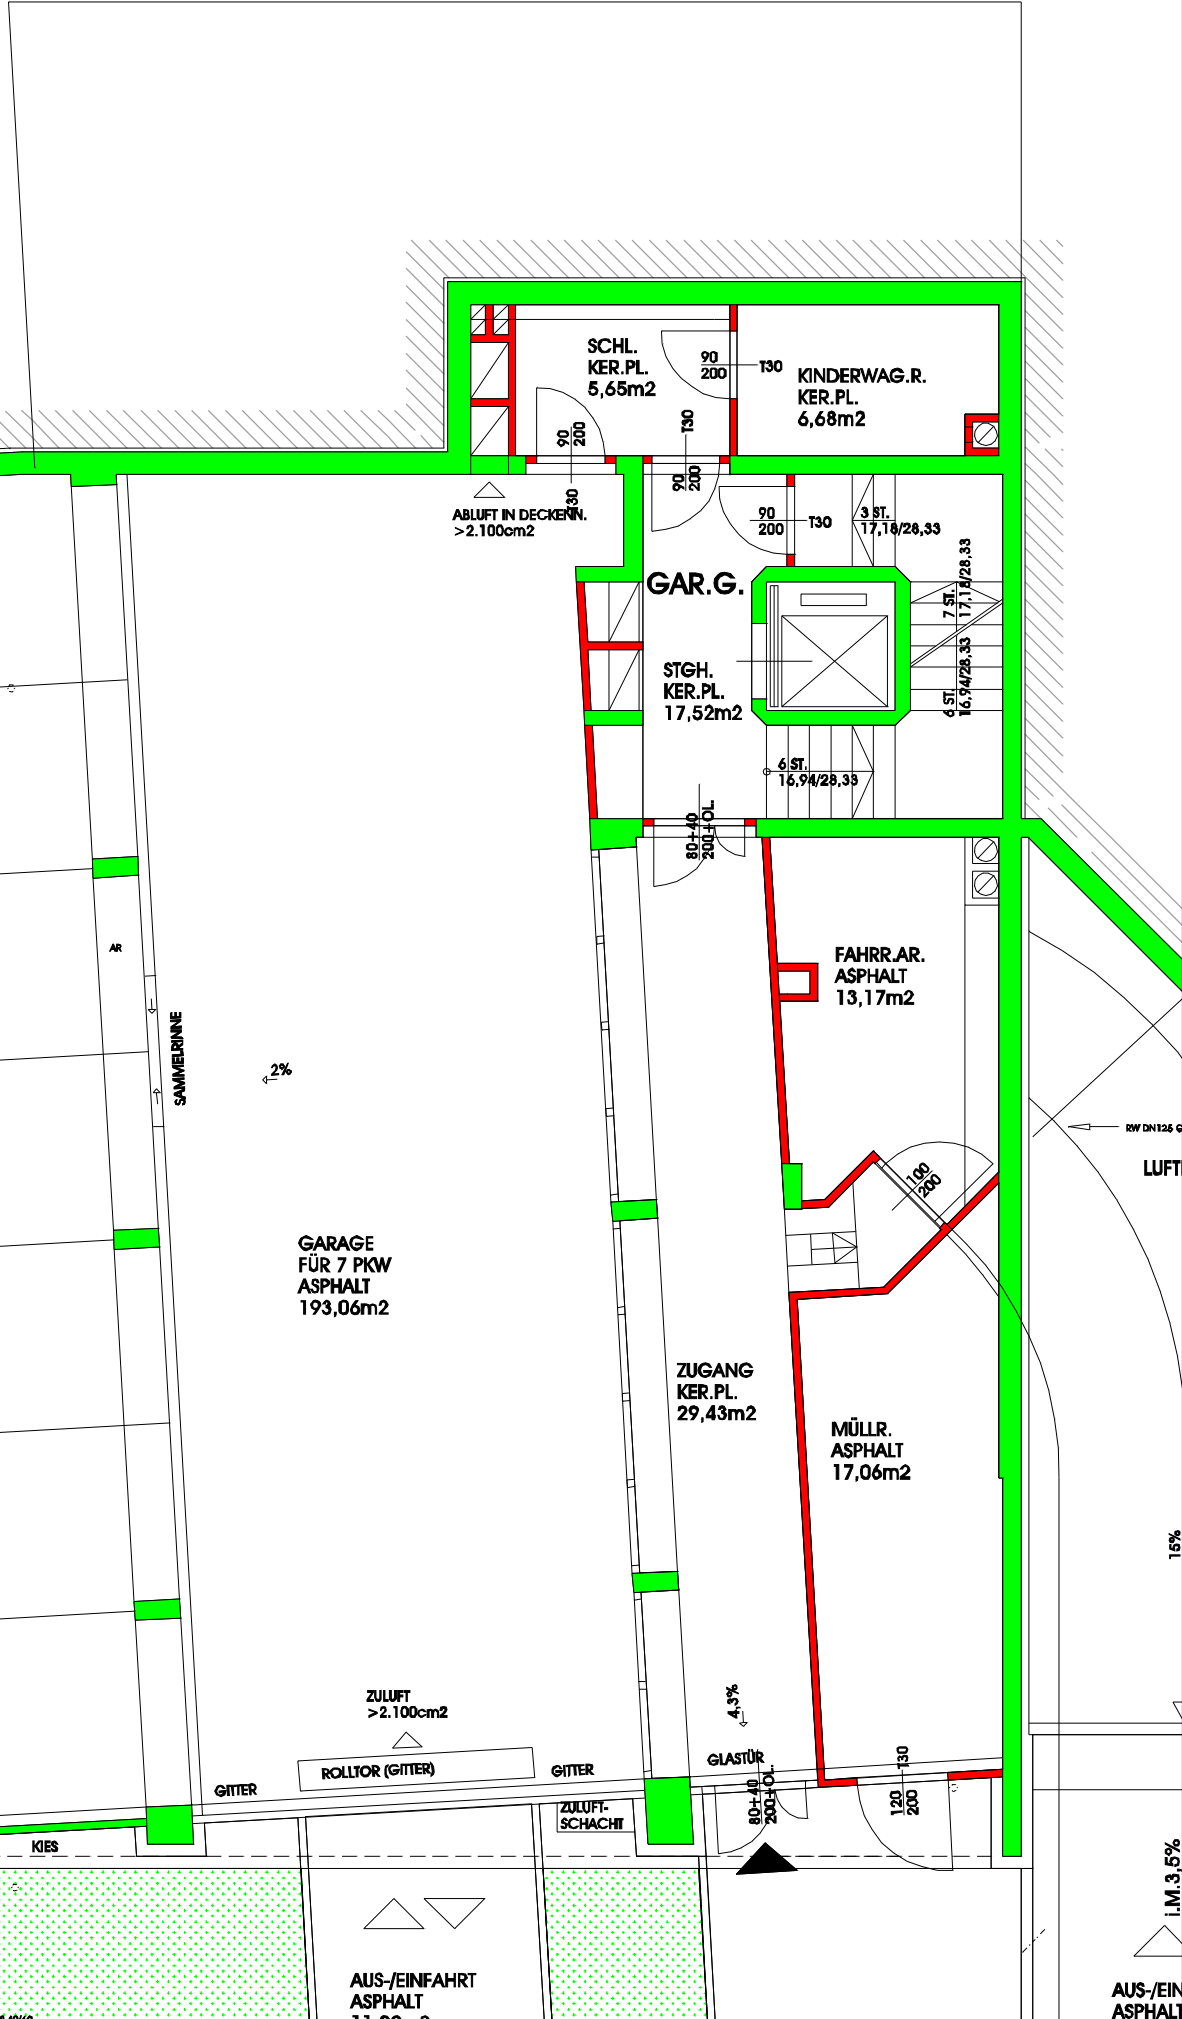 SCHL.
KER.PL.
5,65m2
90
200
T30
KINDERWAG.R.
KER.PL.
6,68m2
90
200
T30
90
200
T30
ABLUFT IN DECKENN.
>2.100cm2
90
200
T30
3 ST.
17,18/28,33
GAR.G.
7 ST.
17,18/28,33
STGH.
KER.PL.
17,52m2
6 ST.
16,94/28,33
6 ST.
16,94/28,33
80+40
200+OL.
AR
FAHRR.AR.
ASPHALT
13,17m2
SAMMELRINNE
2%
RW DN125 G
LUFT
100
200
GARAGE
FÜR 7 PKW
ASPHALT
193,06m2
ZUGANG
KER.PL.
29,43m2
MÜLLR.
ASPHALT
17,06m2
15%
ZULUFT
>2.100cm2
4,3%
GLASTÜR
T30
ROLLTOR (GITTER)
GITTER
GITTER
80+40
200+OL.
120
200
ZULUFT-
SCHACHT
KIES
i.M.3,5%
AUS-/EINFAHRT
ASPHALT
AUS-/EIN
ASPHALT